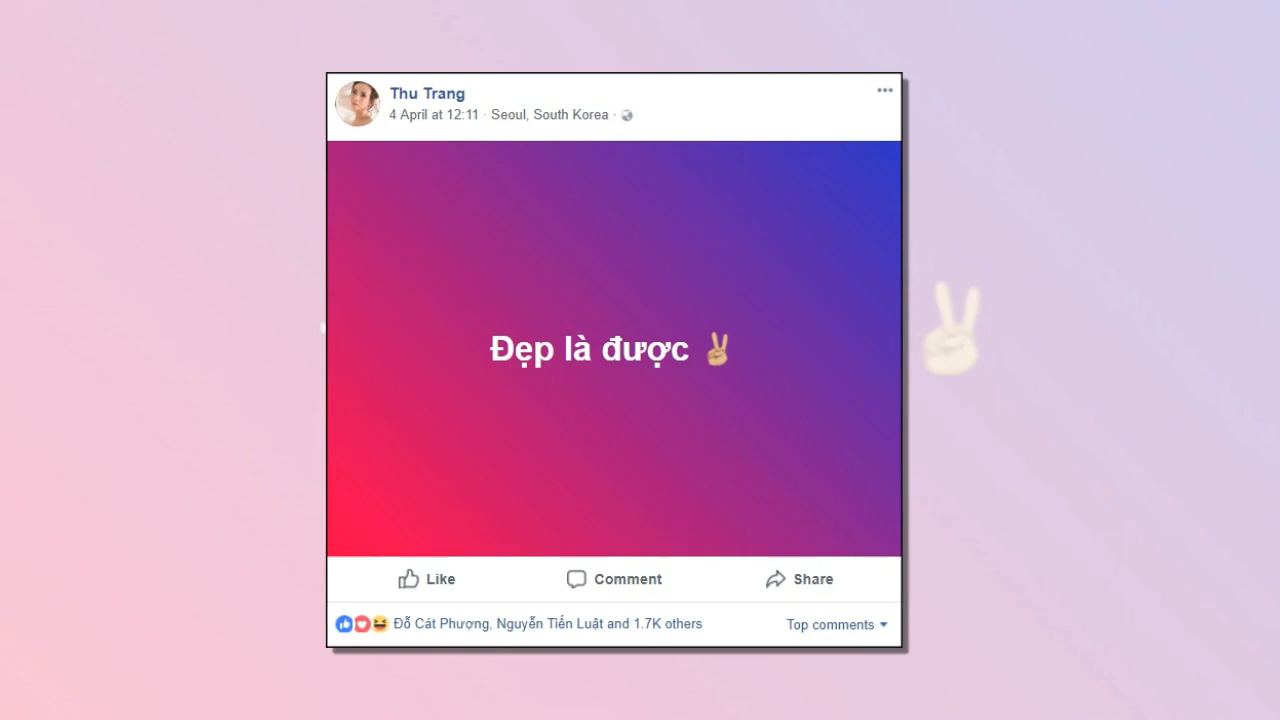 Thu Trang
4 April at 12:11 · Seoul, South Korea ·
Đẹp là được ✌🏼
Like Comment Share
Đỗ Cát Phượng, Nguyễn Tiến Luật and 1.7K others Top comments